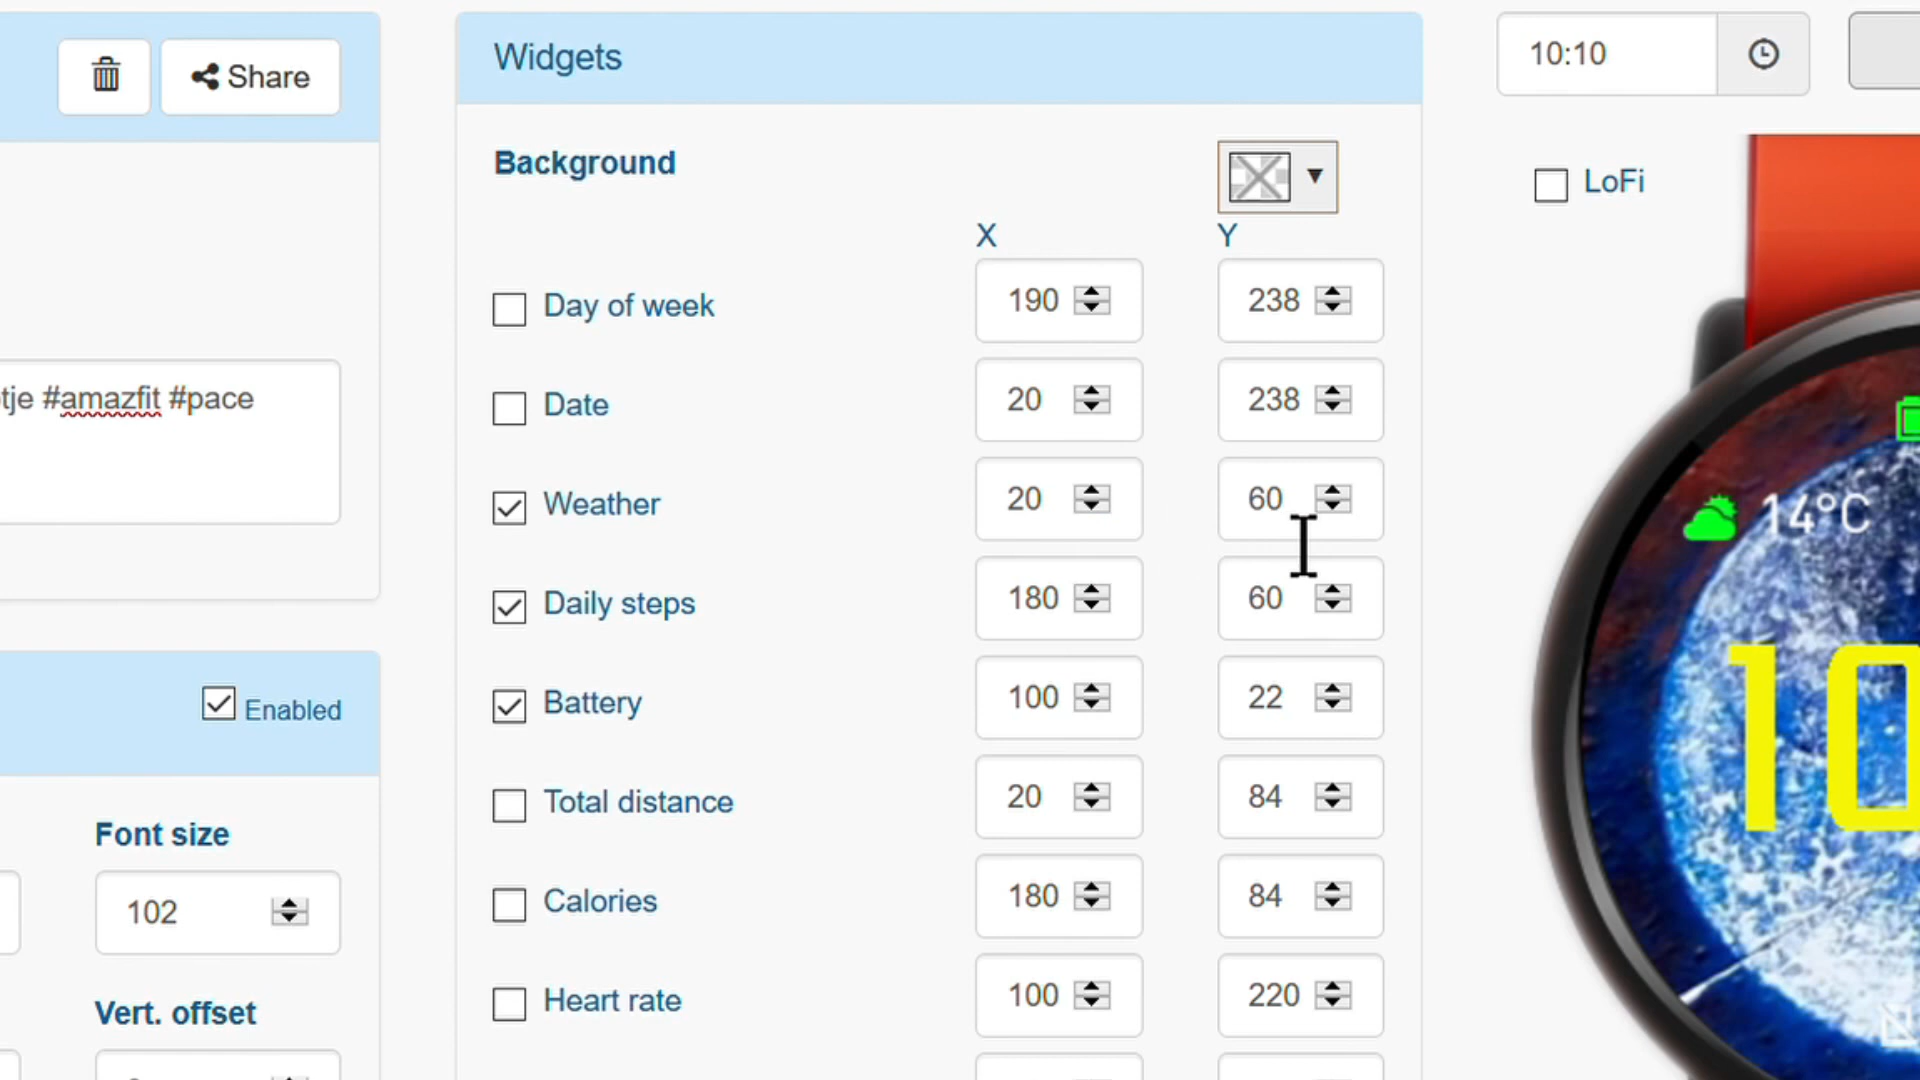 Share
tje #amazfit #pace
Enabled
Font size
102
Vert. offset
Widgets
Background
X Y
Day of week 190 238
Date 20 238
Weather 20 60
Daily steps 180 60
Battery 100 22
Total distance 20 84
Calories 180 84
Heart rate 100 220
10:10
LoFi
14°C
10